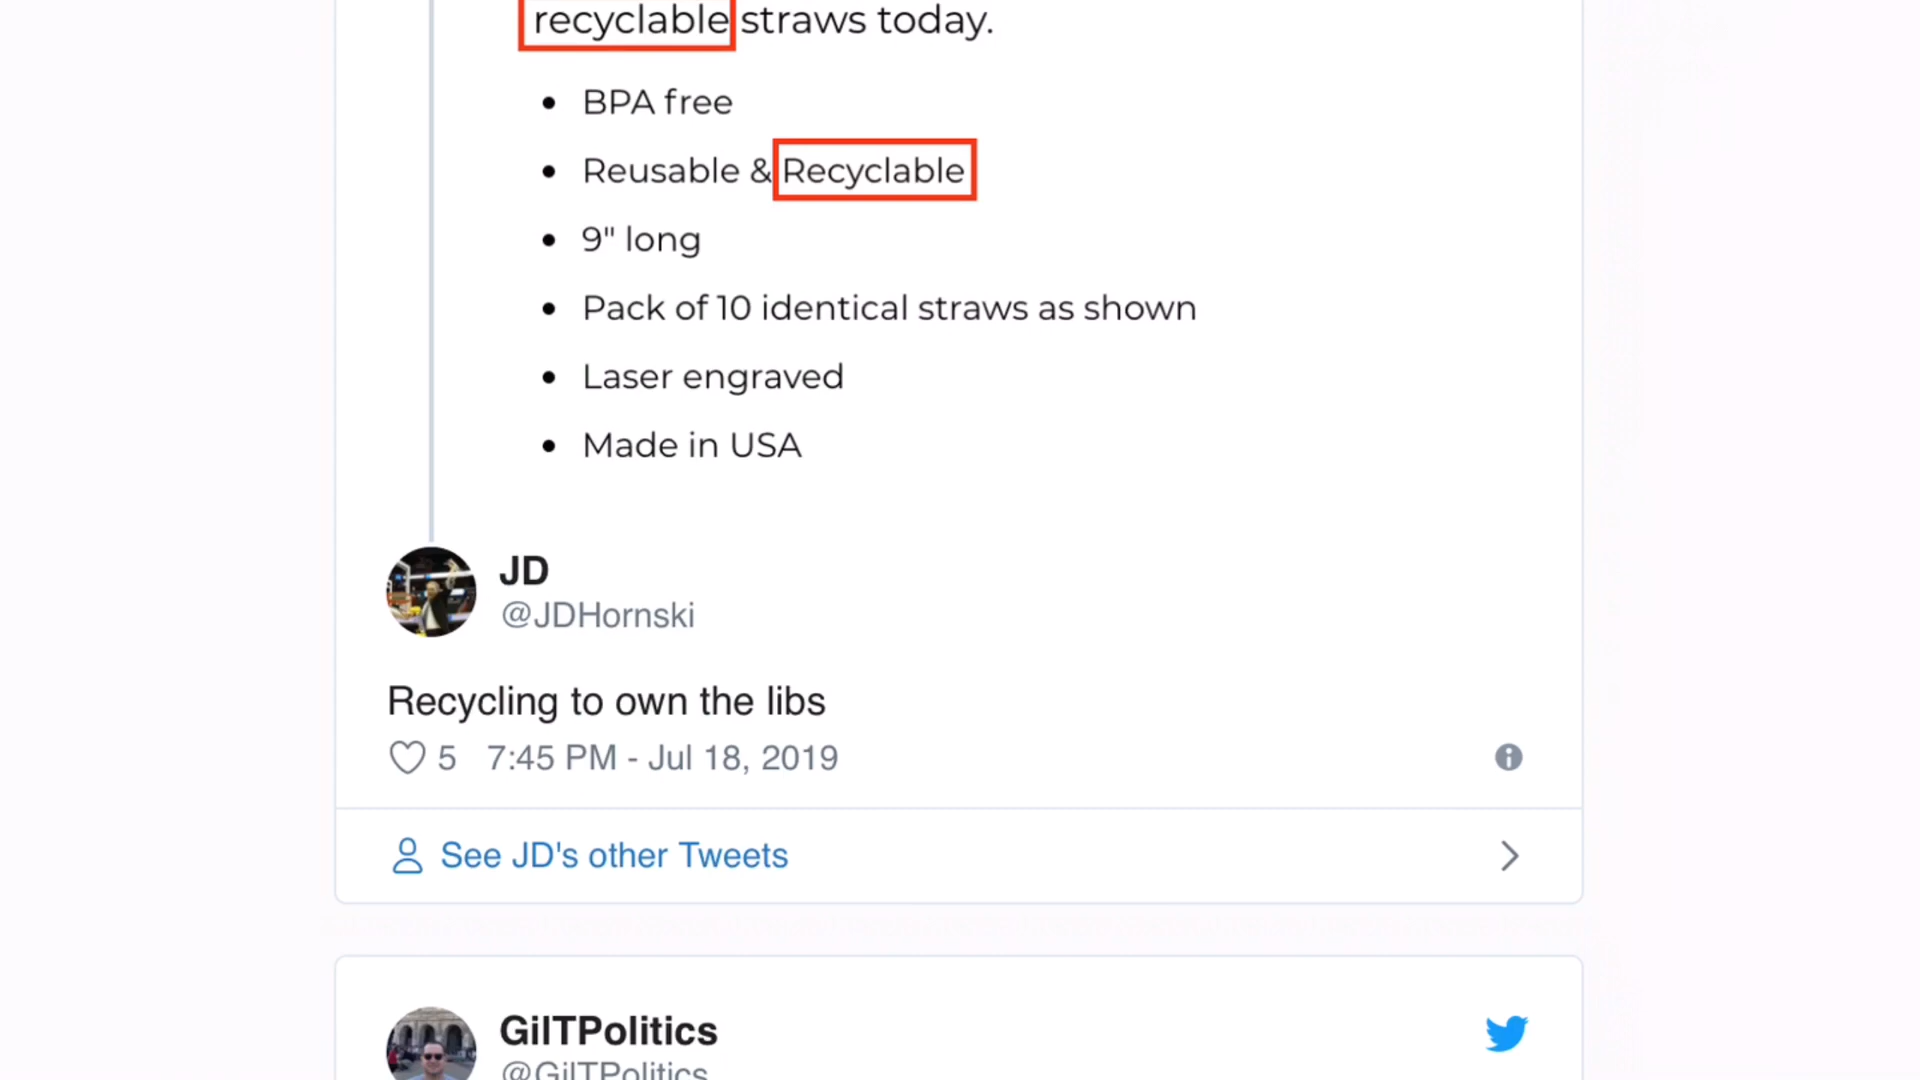 recyclable straws today.
• BPA free
• Reusable & Recyclable
• 9" long
• Pack of 10 identical straws as shown
• Laser engraved
• Made in USA
JD
@JDHornski
Recycling to own the libs
5 7:45 PM - Jul 18, 2019
See JD's other Tweets
GilTPolitics
@GilTPolitics